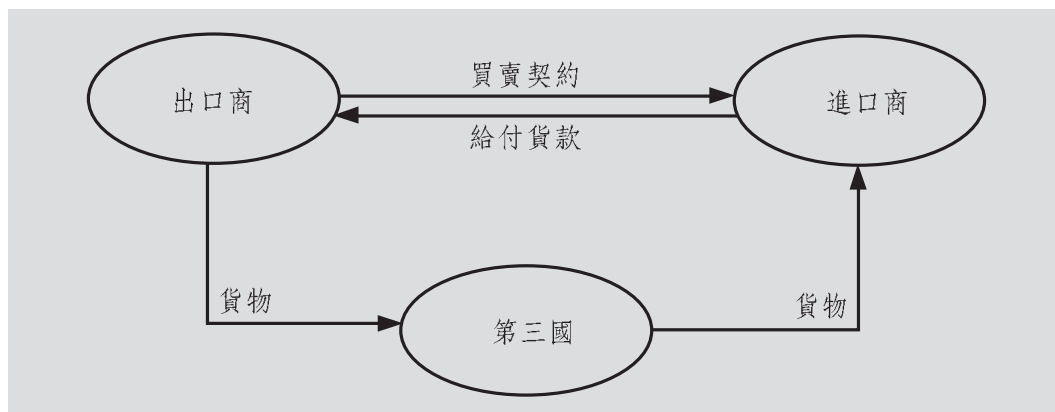 買賣契約
出口商
進口商
給付貨款
貨物
貨物
第三國